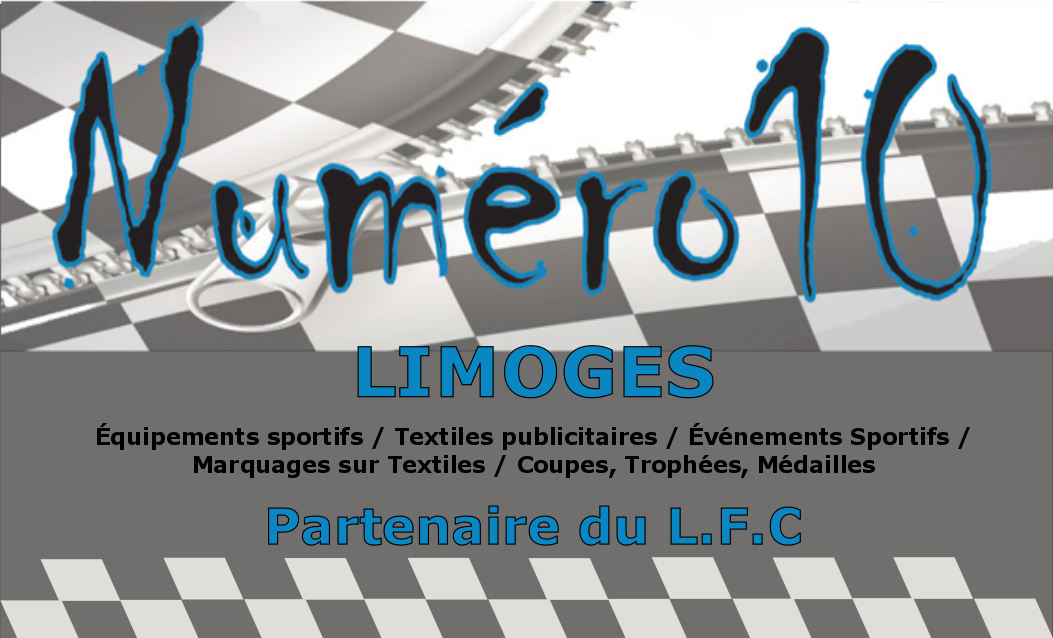 Numéro 10
LIMOGES
Équipements sportifs / Textiles publicitaires / Événements Sportifs /
Marquages sur Textiles / Coupes, Trophées, Médailles
Partenaire du L.F.C